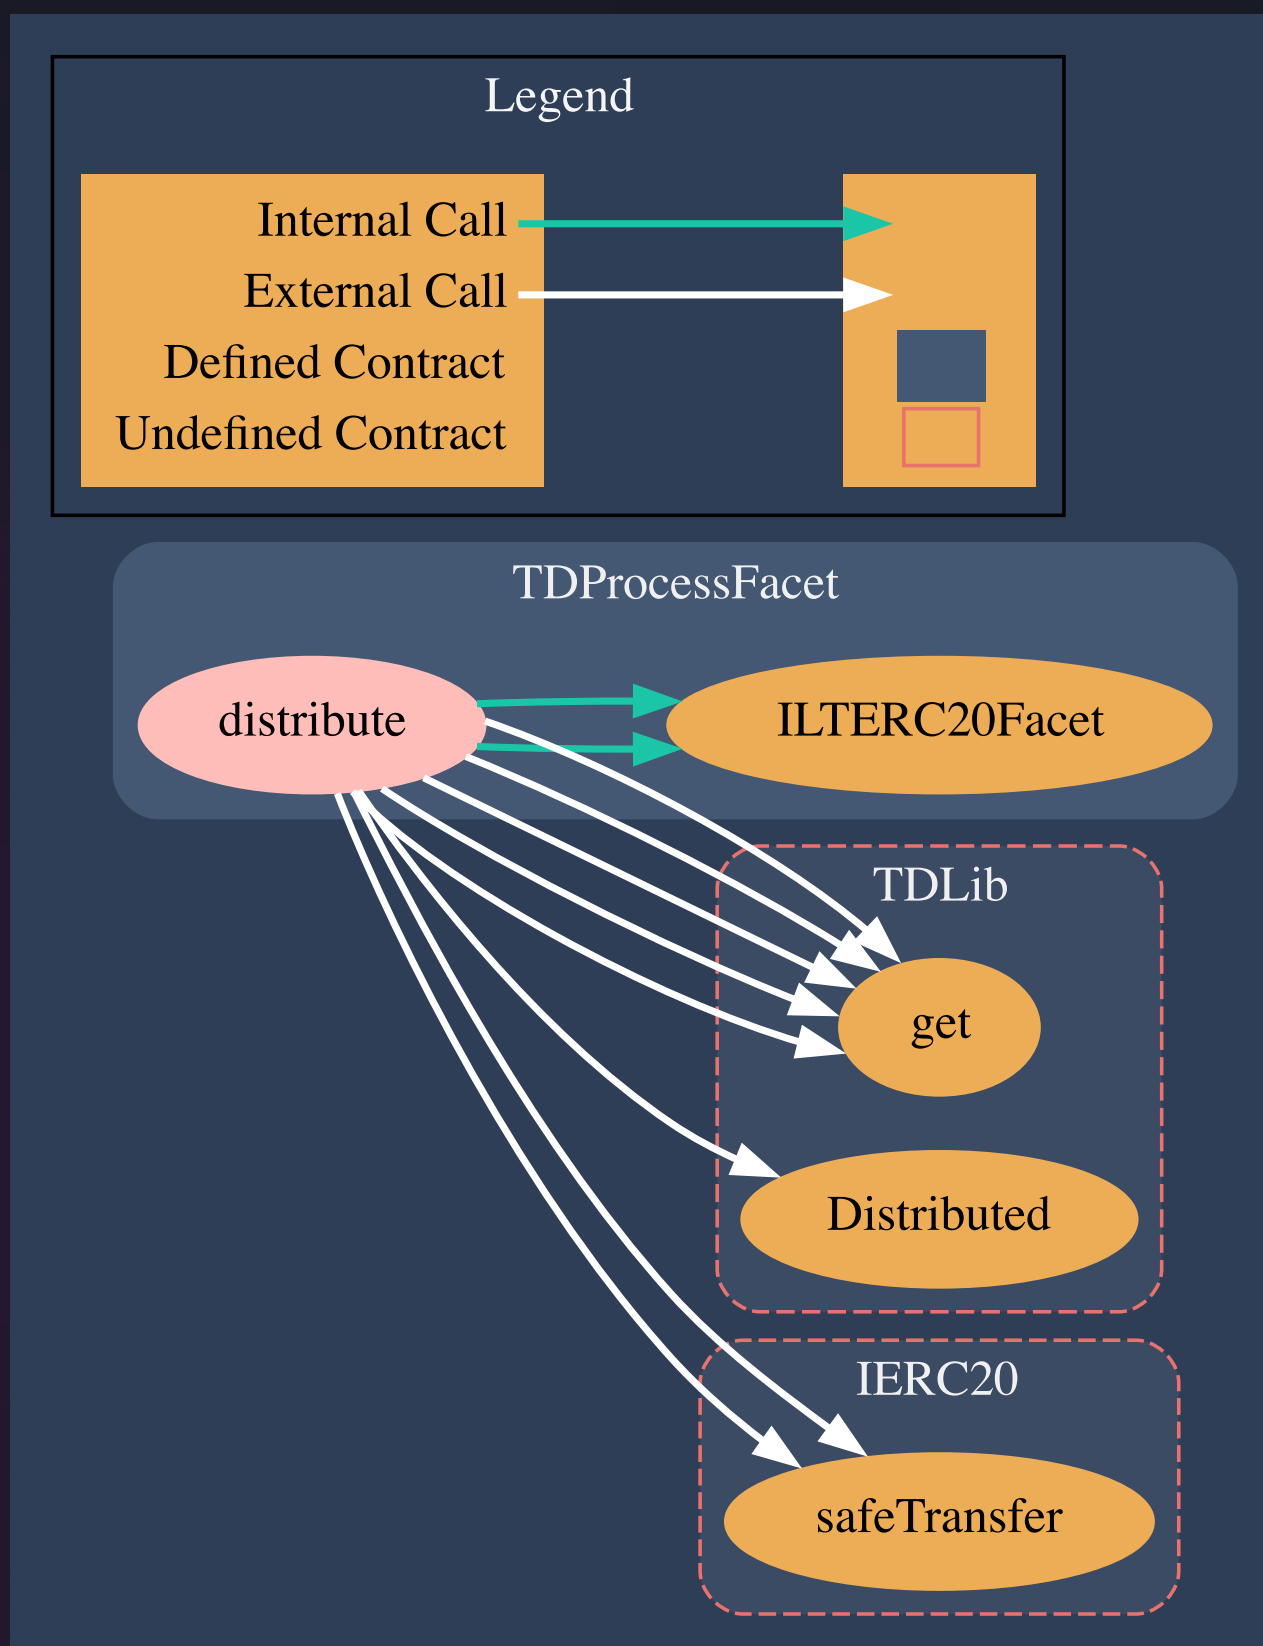 Legend
Internal Call
External Call
Defined Contract
Undefined Contract
TDProcessFacet
distribute
ILTERC20Facet
TDLib
get
Distributed
IERC20
safeTransfer